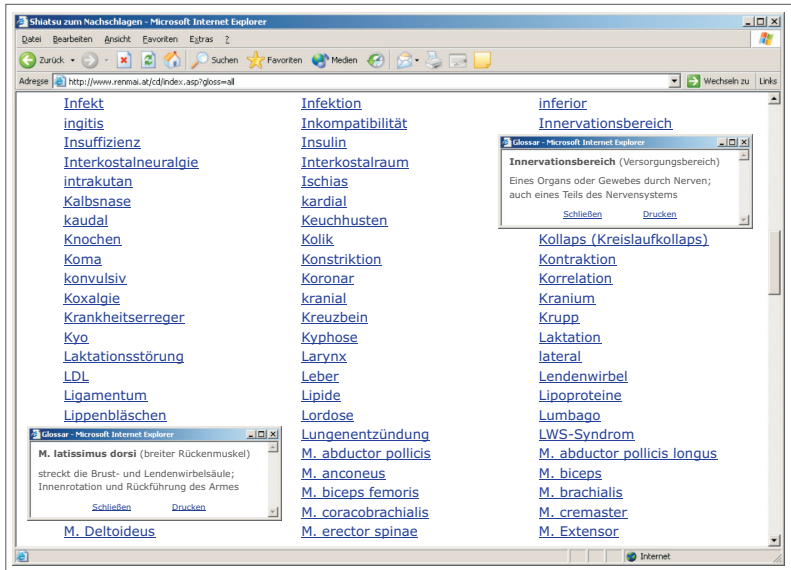 Shiatsu zum Nachschlagen - Microsoft Internet Explorer
Datei Bearbeiten Ansicht Favoriten Extras ?
Zurück Suchen Favoriten Medien
Adresse http://www.renmai.at/cd/index.asp?gloss=all Wechseln zu Links
Infekt Infektion inferior
ingitis Inkompatibilität Innervationsbereich
Insuffizienz Insulin
Glossar - Microsoft Internet Explorer
Interkostalneuralgie Interkostalraum
Innervationsbereich (Versorgungsbereich)
intrakutan Ischias
Eines Organs oder Gewebes durch Nerven;
auch eines Teils des Nervensystems
Kalbsnase kardial
Schließen Drucken
kaudal Keuchhusten
Knochen Kolik Kollaps (Kreislaufkollaps)
Koma Konstriktion Kontraktion
konvulsiv Koronar Korrelation
Koxalgie kranial Kranium
Krankheitserreger Kreuzbein Krupp
Kyo Kyphose Laktation
Laktationsstörung Larynx lateral
LDL Leber Lendenwirbel
Ligamentum Lipide Lipoproteine
Lippenbläschen Lordose Lumbago
Glossar - Microsoft Internet Explorer
Lungenentzündung LWS-Syndrom
M. latissimus dorsi (breiter Rückenmuskel)
M. abductor pollicis M. abductor pollicis longus
streckt die Brust- und Lendenwirbelsäule;
M. anconeus M. biceps
Innenrotation und Rückführung des Armes
M. biceps femoris M. brachialis
Schließen Drucken
M. coracobrachialis M. cremaster
M. Deltoideus M. erector spinae M. Extensor
Internet